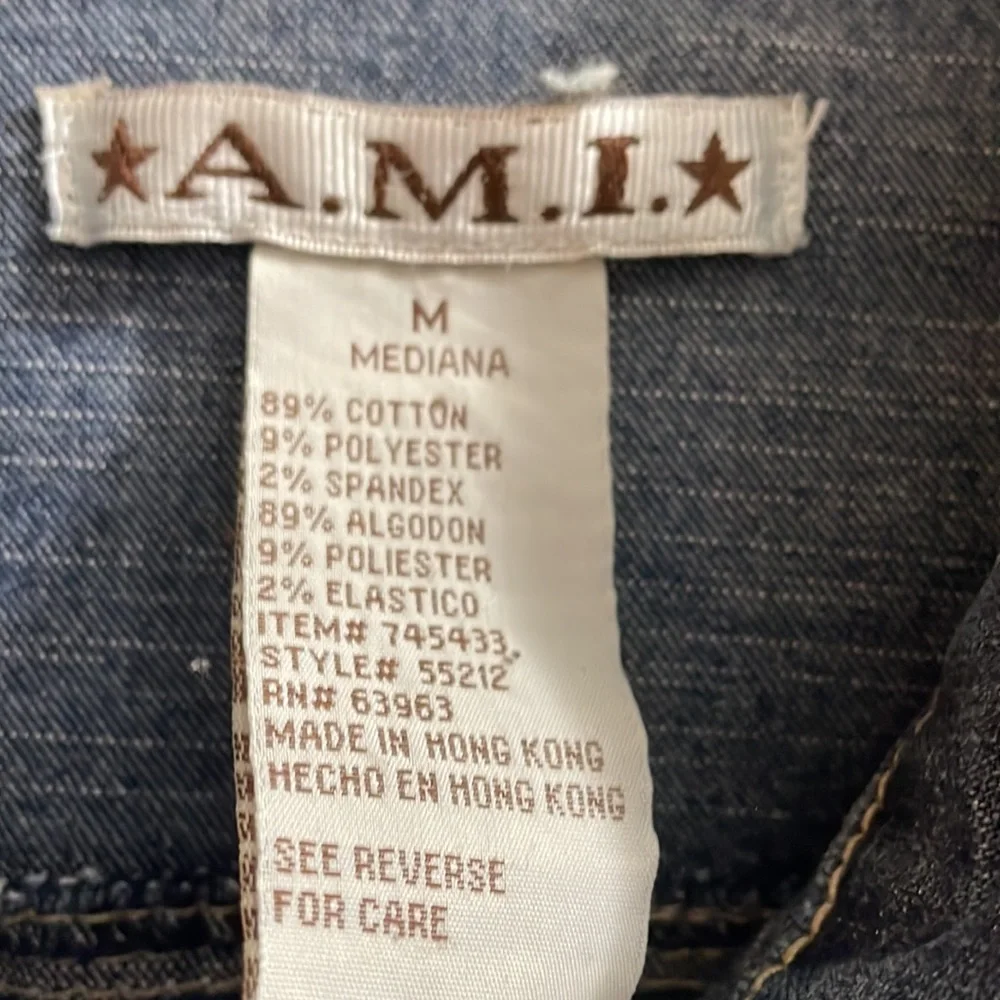 ★A.M.I.★
M
MEDIANA
89% COTTON
9% POLYESTER
2% SPANDEX
89% ALGODON
9% POLIESTER
2% ELASTICO
ITEM# 745433
STYLE# 55212
RN# 63963
MADE IN HONG KONG
HECHO EN HONG KONG
SEE REVERSE
FOR CARE